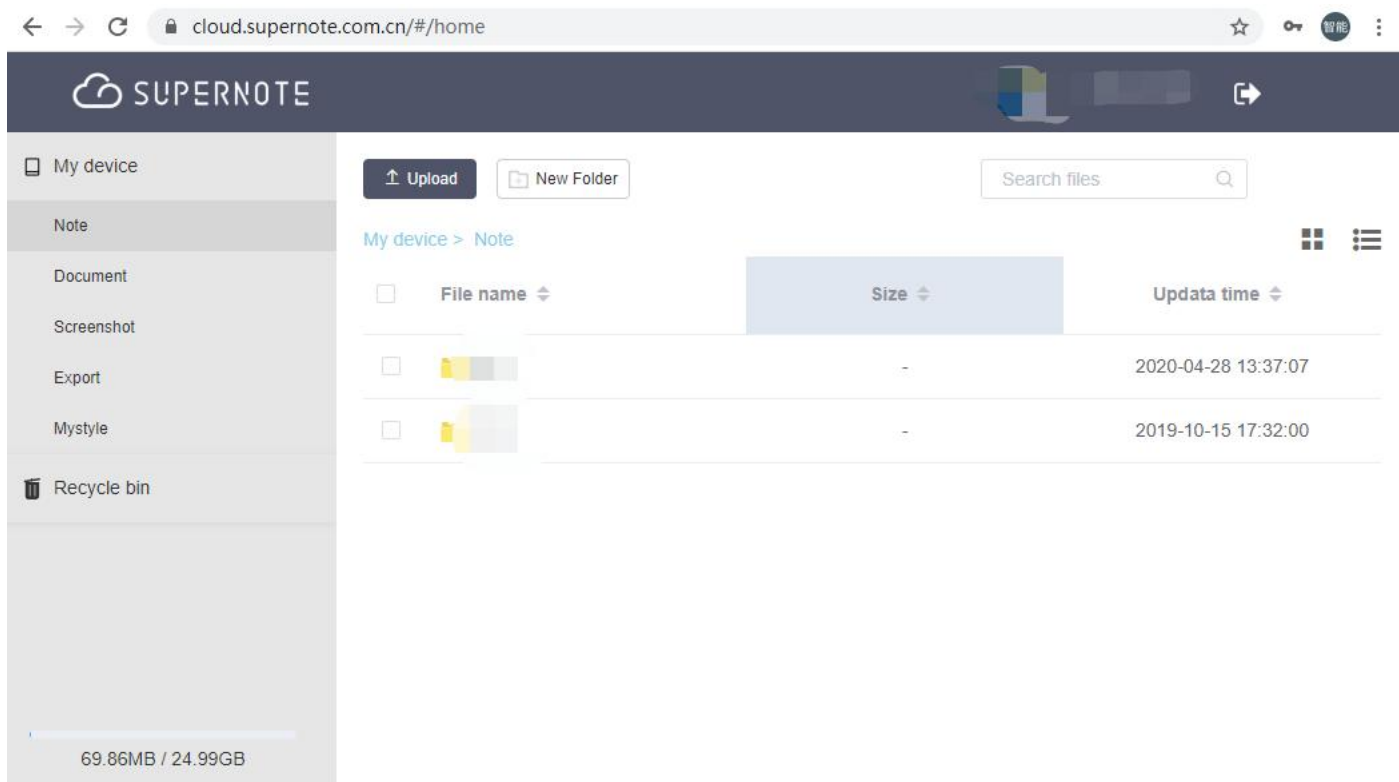 cloud.supernote.com.cn/#/home
智能
SUPERNOTE
My device
Note
Document
Screenshot
Export
Mystyle
Recycle bin
69.86MB / 24.99GB
Upload
New Folder
Search files
My device > Note
File name
Size
Updata time
-
2020-04-28 13:37:07
-
2019-10-15 17:32:00